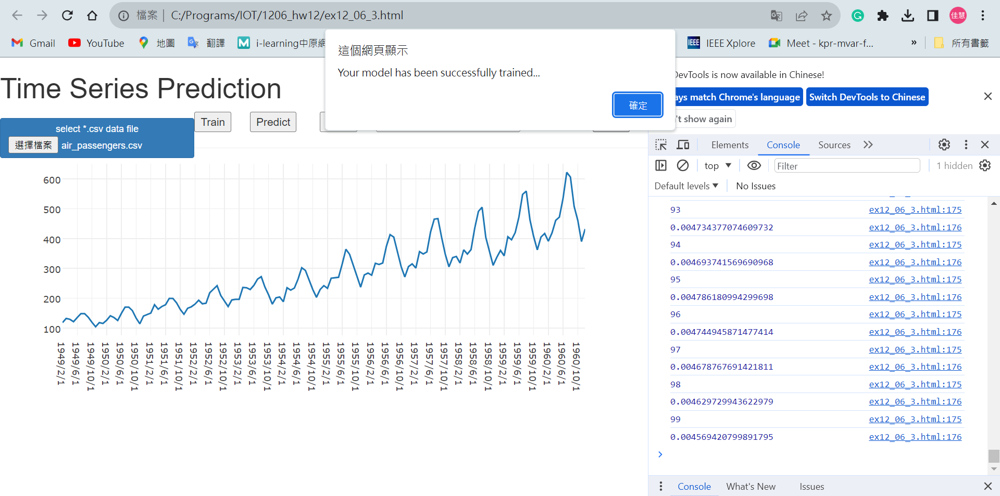 檔案 C:/Programs/IOT/1206_hw12/ex12_06_3.html 佳慧
Gmail YouTube 地圖 翻譯 i-learning中原網 IEEE Xplore Meet - kpr-mvar-f... » 所有書籤
這個網頁顯示
Your model has been successfully trained...
確定
DevTools is now available in Chinese!
ays match Chrome's language Switch DevTools to Chinese
't show again
Time Series Prediction
Train Predict
select *.csv data file
選擇檔案 air_passengers.csv
600
500
400
300
200
100
1949/2/1 1949/6/1 1949/10/1 1950/2/1 1950/6/1 1950/10/1 1951/2/1 1951/6/1 1951/10/1 1952/2/1 1952/6/1 1952/10/1 1953/2/1 1953/6/1 1953/10/1 1954/2/1 1954/6/1 1954/10/1 1955/2/1 1955/6/1 1955/10/1 1956/2/1 1956/6/1 1956/10/1 1957/2/1 1957/6/1 1957/10/1 1958/2/1 1958/6/1 1958/10/1 1959/2/1 1959/6/1 1959/10/1 1960/2/1 1960/6/1 1960/10/1
Elements Console Sources
top Filter 1 hidden
Default levels No Issues
93 ex12_06_3.html:175
0.004734377074609732 ex12_06_3.html:176
94 ex12_06_3.html:175
0.004693741569690968 ex12_06_3.html:176
95 ex12_06_3.html:175
0.004786180994299698 ex12_06_3.html:176
96 ex12_06_3.html:175
0.0047449458714777414 ex12_06_3.html:176
97 ex12_06_3.html:175
0.004678767691421811 ex12_06_3.html:176
98 ex12_06_3.html:175
0.004629729943622979 ex12_06_3.html:176
99 ex12_06_3.html:175
0.004569420799891795 ex12_06_3.html:176
Console What's New Issues